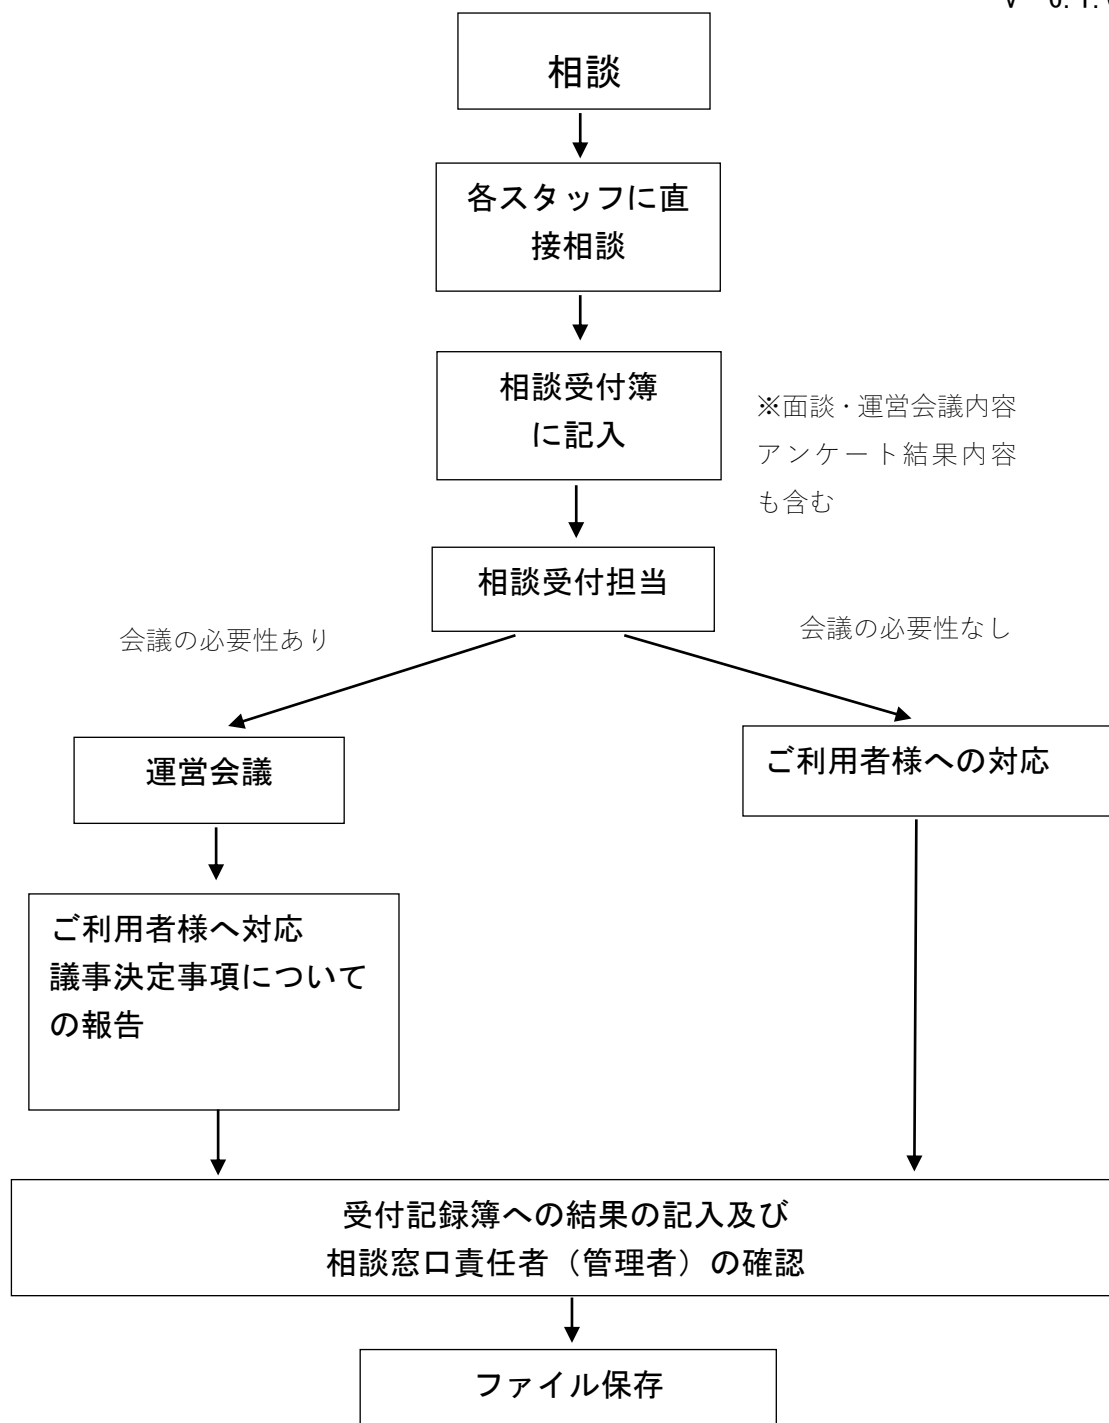 相談
各スタッフに直
接相談
相談受付簿
に記入
※面談・運営会議内容
アンケート結果内容
も含む
相談受付担当
会議の必要性あり
会議の必要性なし
運営会議
ご利用者様への対応
ご利用者様へ対応
議事決定事項について
の報告
受付記録簿への結果の記入及び
相談窓口責任者（管理者）の確認
ファイル保存